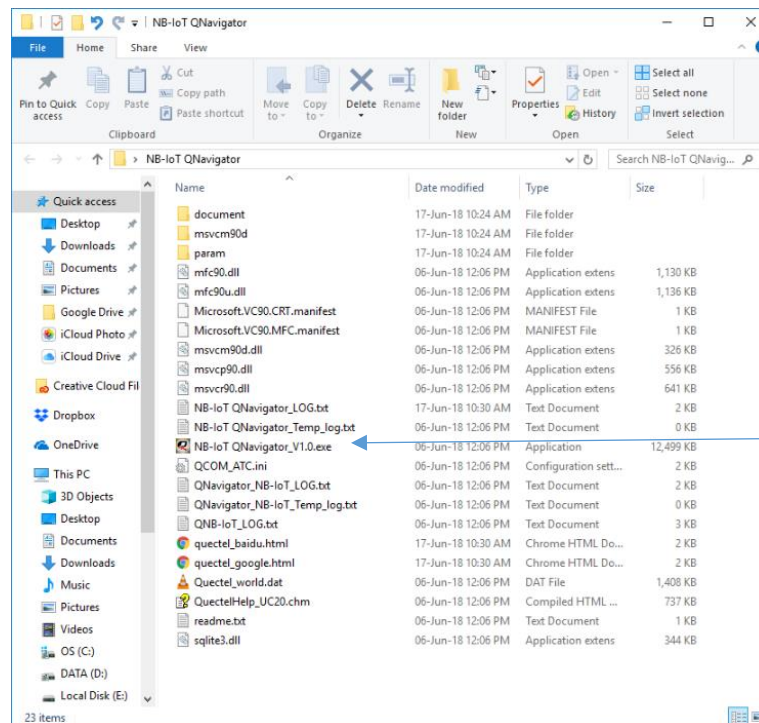 NB-IoT QNavigator
File Home Share View
Pin to Quick access
Copy
Paste
Cut
Copy path
Paste shortcut
Move to
Copy to
Delete
Rename
New folder
Properties
Open
Edit
History
Select all
Select none
Invert selection
Clipboard Organize New Open Select
NB-IoT QNavigator
Search NB-IoT QNavig...
Quick access
Desktop
Downloads
Documents
Pictures
Google Drive
iCloud Photo
iCloud Drive
Creative Cloud Fil
Dropbox
OneDrive
This PC
3D Objects
Desktop
Documents
Downloads
Music
Pictures
Videos
OS (C:)
DATA (D:)
Local Disk (E:)
Name Date modified Type Size
document 17-Jun-18 10:24 AM File folder
msvcm90d 17-Jun-18 10:24 AM File folder
param 17-Jun-18 10:24 AM File folder
mfc90.dll 06-Jun-18 12:06 PM Application extens 1,130 KB
mfc90u.dll 06-Jun-18 12:06 PM Application extens 1,136 KB
Microsoft.VC90.CRT.manifest 06-Jun-18 12:06 PM MANIFEST File 1 KB
Microsoft.VC90.MFC.manifest 06-Jun-18 12:06 PM MANIFEST File 1 KB
msvcm90d.dll 06-Jun-18 12:06 PM Application extens 326 KB
msvcp90.dll 06-Jun-18 12:06 PM Application extens 556 KB
msvcr90.dll 06-Jun-18 12:06 PM Application extens 641 KB
NB-IoT QNavigator_LOG.txt 17-Jun-18 10:30 AM Text Document 2 KB
NB-IoT QNavigator_Temp_log.txt 06-Jun-18 12:06 PM Text Document 0 KB
NB-IoT QNavigator_V1.0.exe 06-Jun-18 12:06 PM Application 12,499 KB
QCOM_ATC.ini 06-Jun-18 12:06 PM Configuration sett... 2 KB
QNavigator_NB-IoT_LOG.txt 06-Jun-18 12:06 PM Text Document 2 KB
QNavigator_NB-IoT_Temp_log.txt 06-Jun-18 12:06 PM Text Document 0 KB
QNB-IoT_LOG.txt 06-Jun-18 12:06 PM Text Document 3 KB
quectel_baidu.html 17-Jun-18 10:30 AM Chrome HTML Do... 2 KB
quectel_google.html 17-Jun-18 10:30 AM Chrome HTML Do... 2 KB
Quectel_world.dat 06-Jun-18 12:06 PM DAT File 1,408 KB
QuectelHelp_UC20.chm 06-Jun-18 12:06 PM Compiled HTML ... 737 KB
readme.txt 06-Jun-18 12:06 PM Text Document 1 KB
sqlite3.dll 06-Jun-18 12:06 PM Application extens 344 KB
23 items